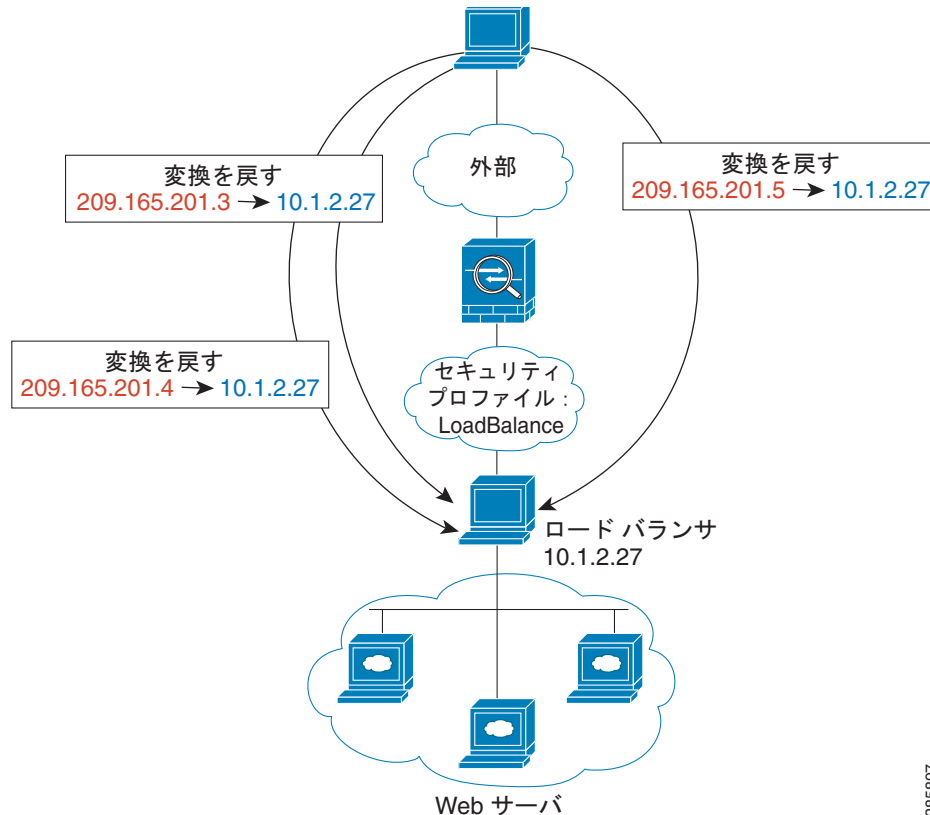 外部
変換を戻す
209.165.201.3 → 10.1.2.27
変換を戻す
209.165.201.5 → 10.1.2.27
変換を戻す
209.165.201.4 → 10.1.2.27
セキュリティ
プロファイル :
LoadBalance
ロード バランサ
10.1.2.27
Web サーバ